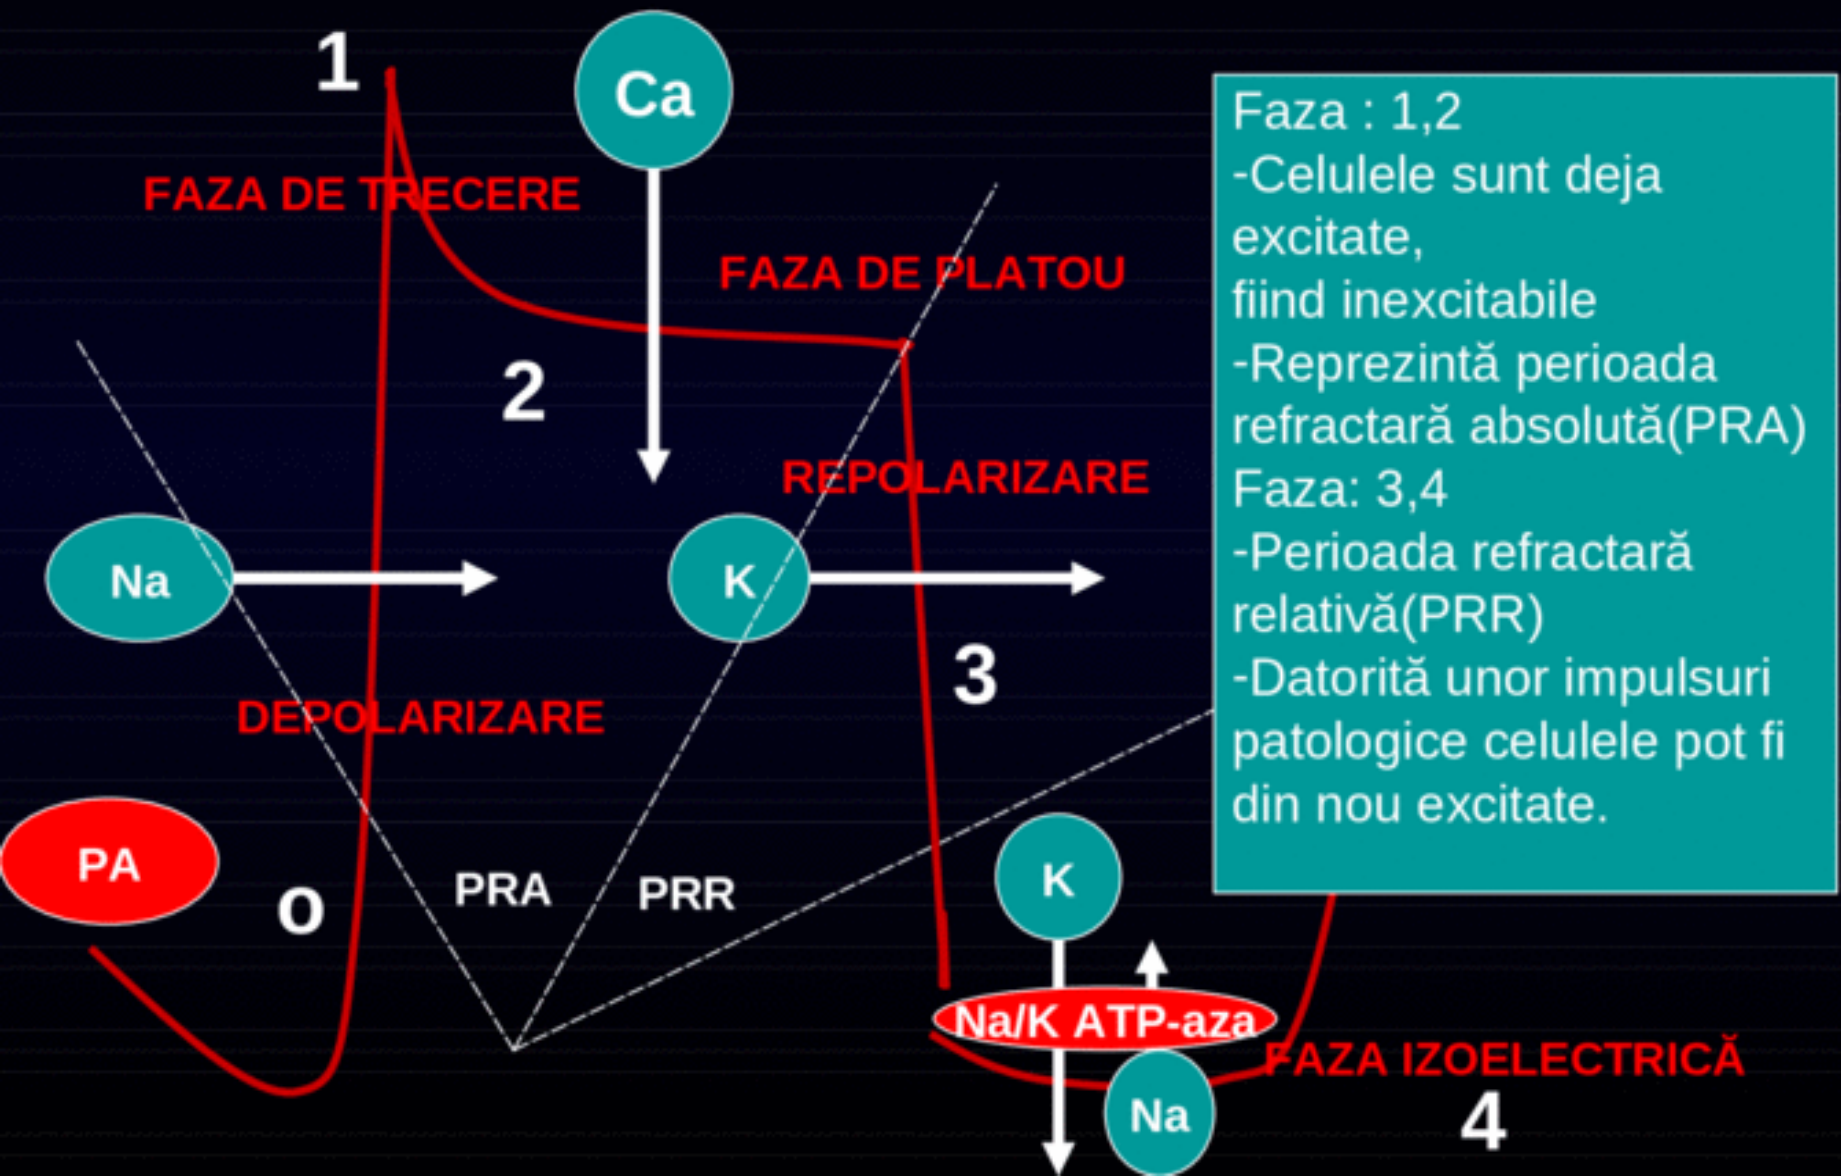 1
Ca
FAZA DE TRECERE
FAZA DE PLATOU
2
REPOLARIZARE
Na
K
3
DEPOLARIZARE
PA
o
PRA
PRR
K
Na/K ATP-aza
FAZA IZOELECTRICĂ
Na
4
Faza : 1,2
-Celulele sunt deja
excitate,
fiind inexcitabile
-Reprezintă perioada
refractară absolută(PRA)
Faza: 3,4
-Perioada refractară
relativă(PRR)
-Datorită unor impulsuri
patologice celulele pot fi
din nou excitate.